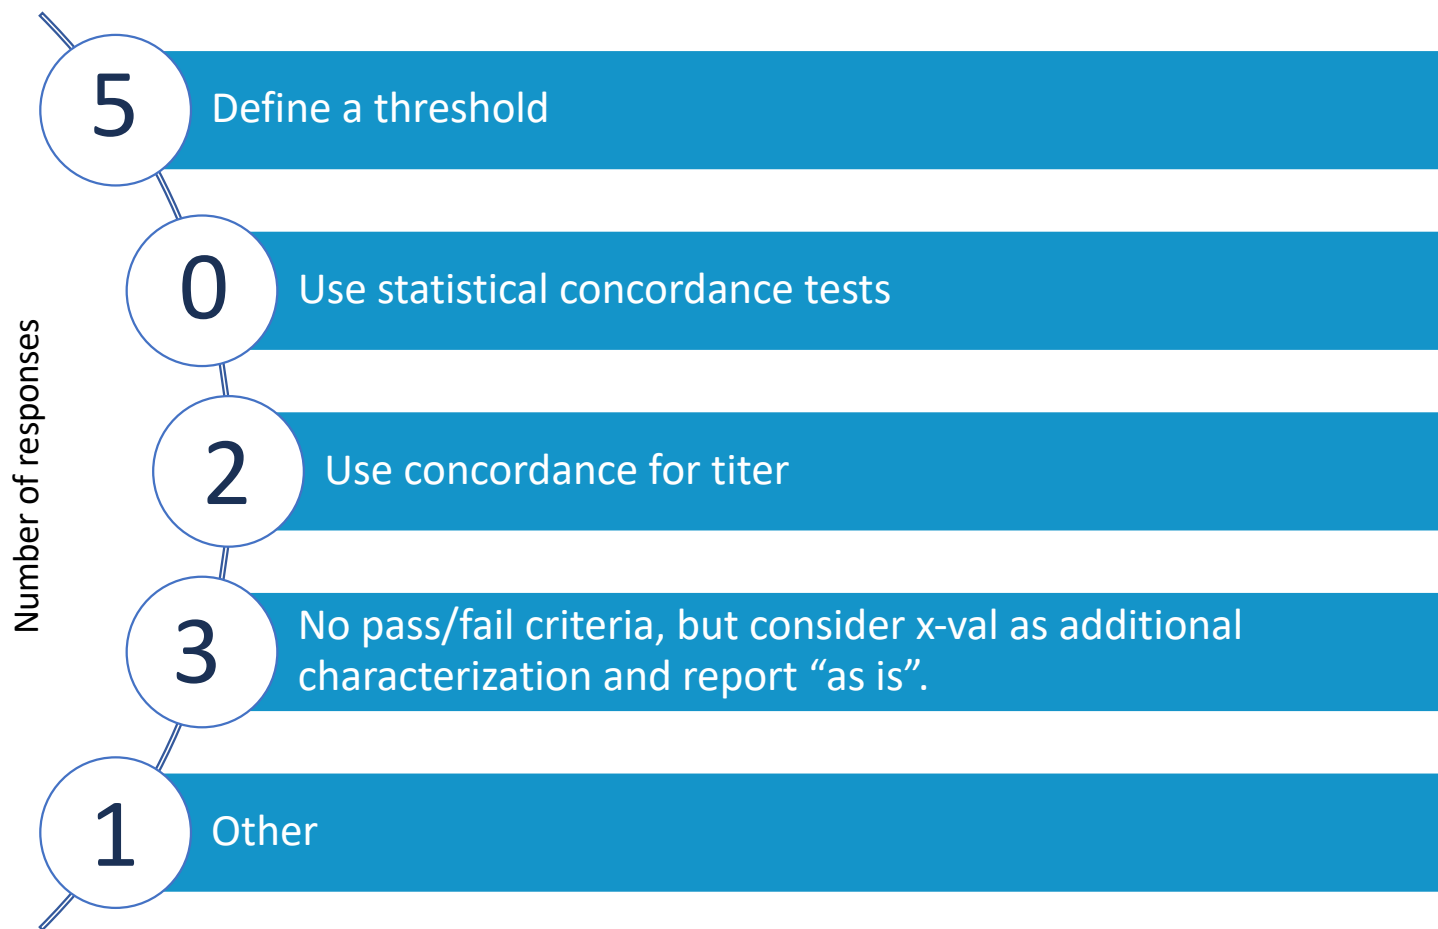 Number of responses
5
Define a threshold
0
Use statistical concordance tests
2
Use concordance for titer
3
No pass/fail criteria, but consider x-val as additional
characterization and report “as is”.
1
Other